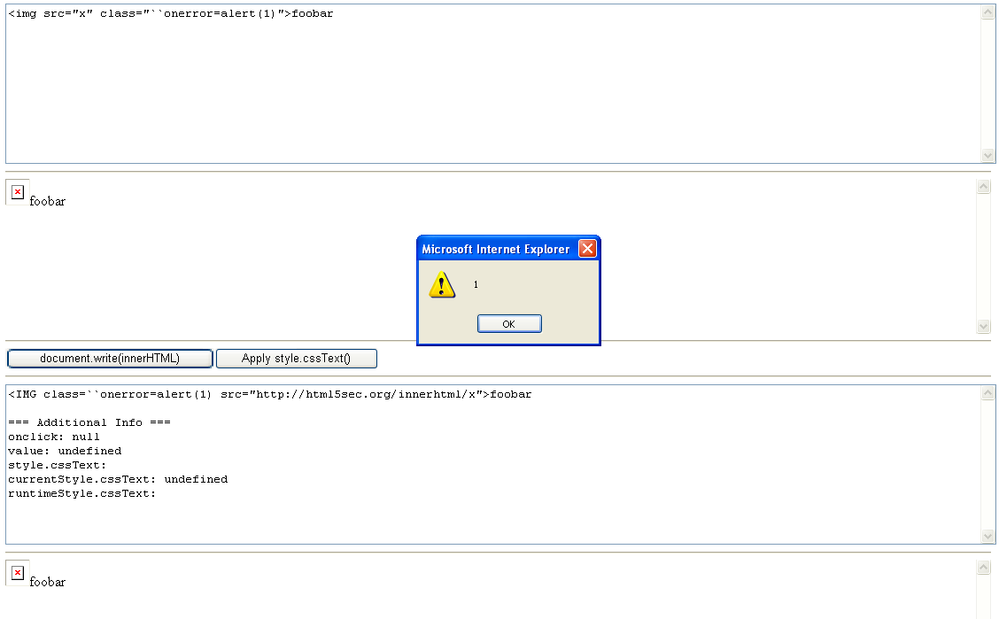 <img src="x" class="``onerror=alert(1)">foobar
foobar
Microsoft Internet Explorer
1
OK
document.write(innerHTML) Apply style.cssText()
<IMG class=``onerror=alert(1) src="http://html5sec.org/innerhtml/x">foobar
=== Additional Info ===
onclick: null
value: undefined
style.cssText:
currentStyle.cssText: undefined
runtimeStyle.cssText:
foobar